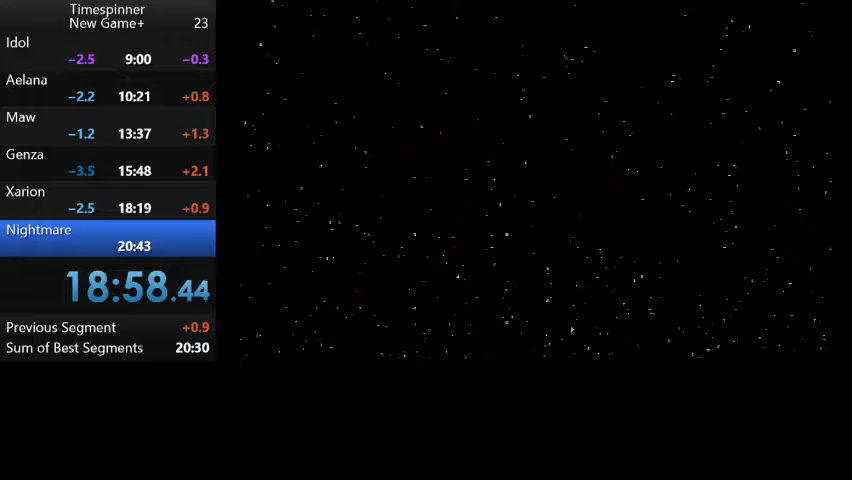 Timespinner
New Game+ 23
Idol
−2.5 9:00 −0.3
Aelana
−2.2 10:21 +0.8
Maw
−1.2 13:37 +1.3
Genza
−3.5 15:48 +2.1
Xarion
−2.5 18:19 +0.9
Nightmare
20:43
18:58.44
Previous Segment +0.9
Sum of Best Segments 20:30